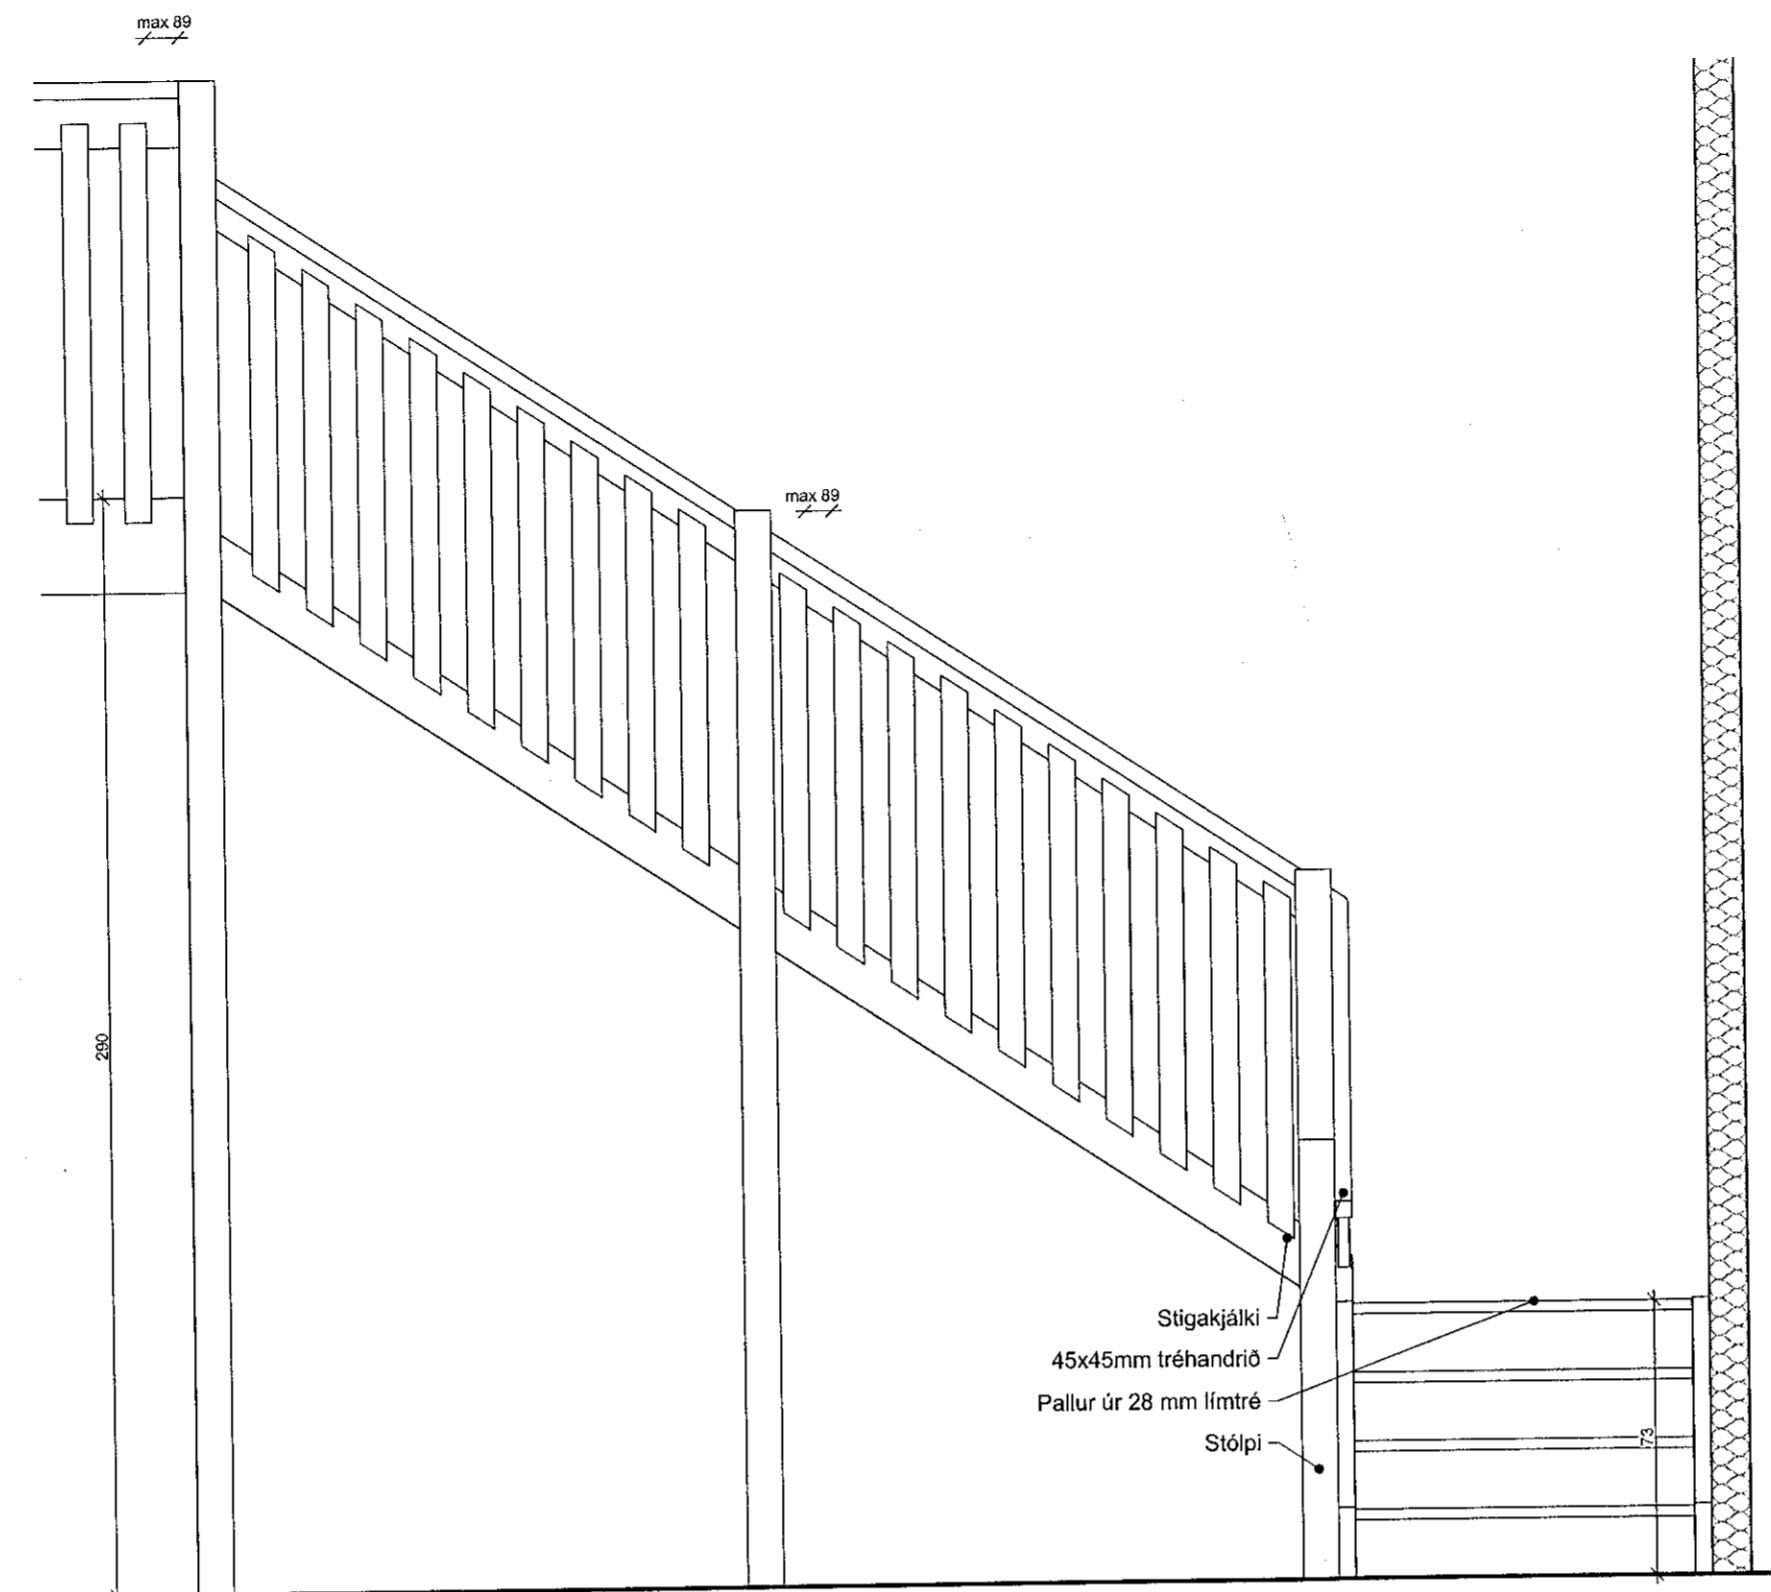 max 89
max 89
290
Stigakjálki
45x45mm tréhandrið
Pallur úr 28 mm límtré
Stólpi
73